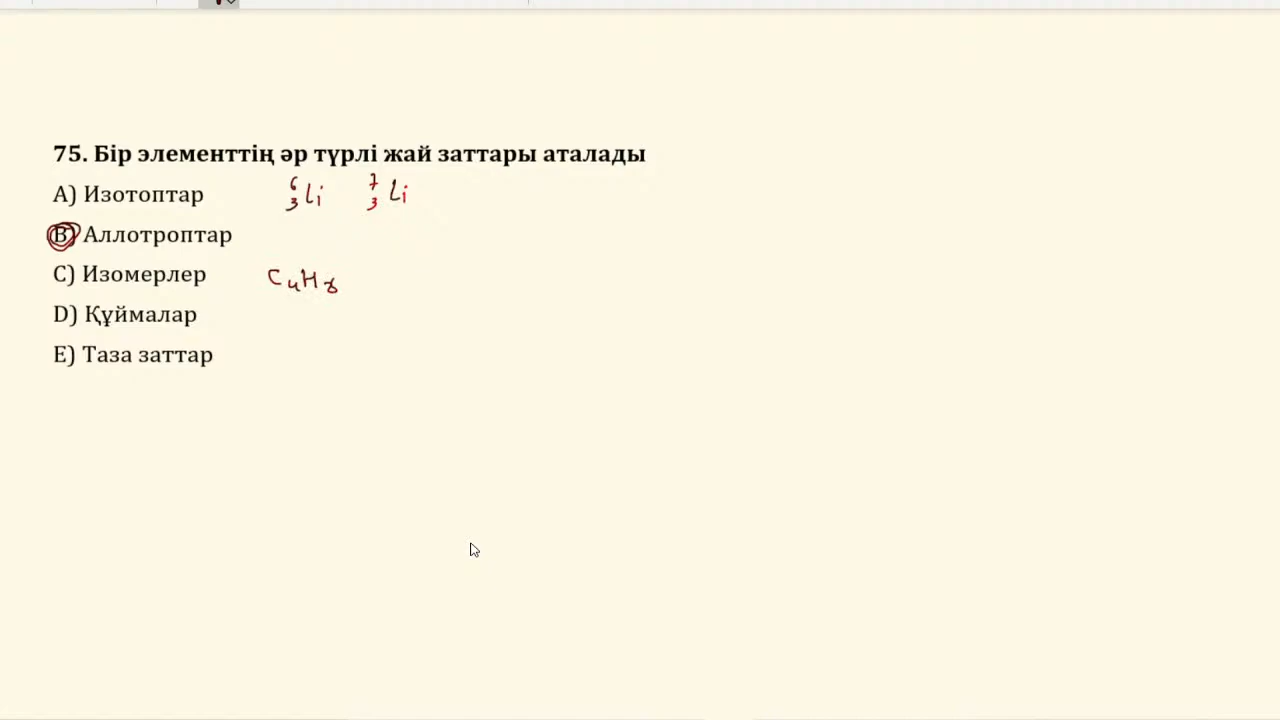 75. Бір элементтің әр түрлі жай заттары аталады
A) Изотоптар ⁶₃Li ⁷₃Li
B) Аллотроптар
C) Изомерлер C₄H₈
D) Құймалар
E) Таза заттар